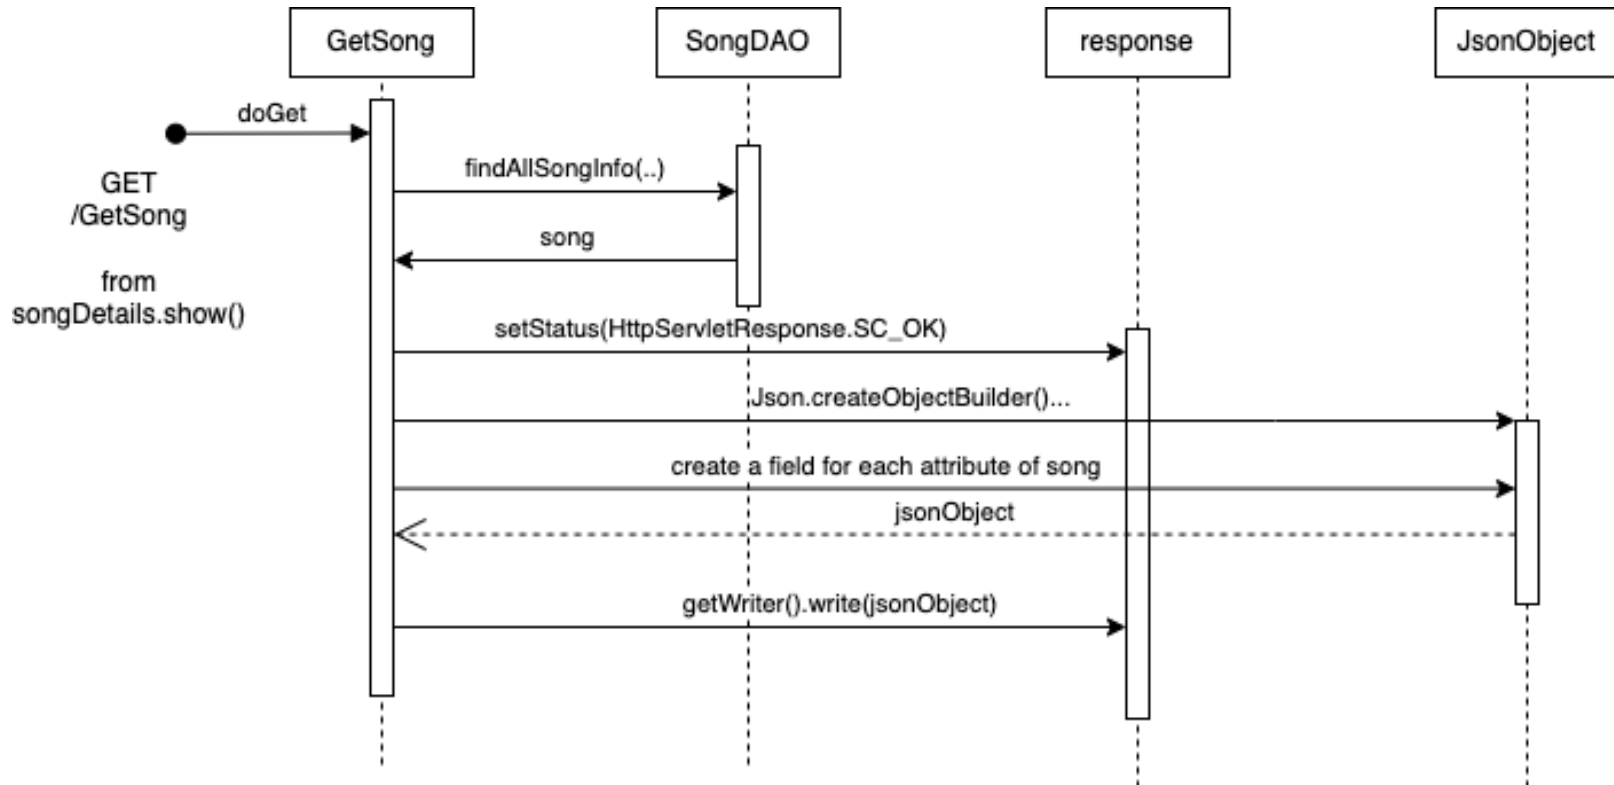 GetSong
SongDAO
response
JsonObject
doGet
GET
/GetSong
from
songDetails.show()
findAllSongInfo(..)
song
setStatus(HttpServletResponse.SC_OK)
Json.createObjectBuilder()...
create a field for each attribute of song
jsonObject
getWriter().write(jsonObject)